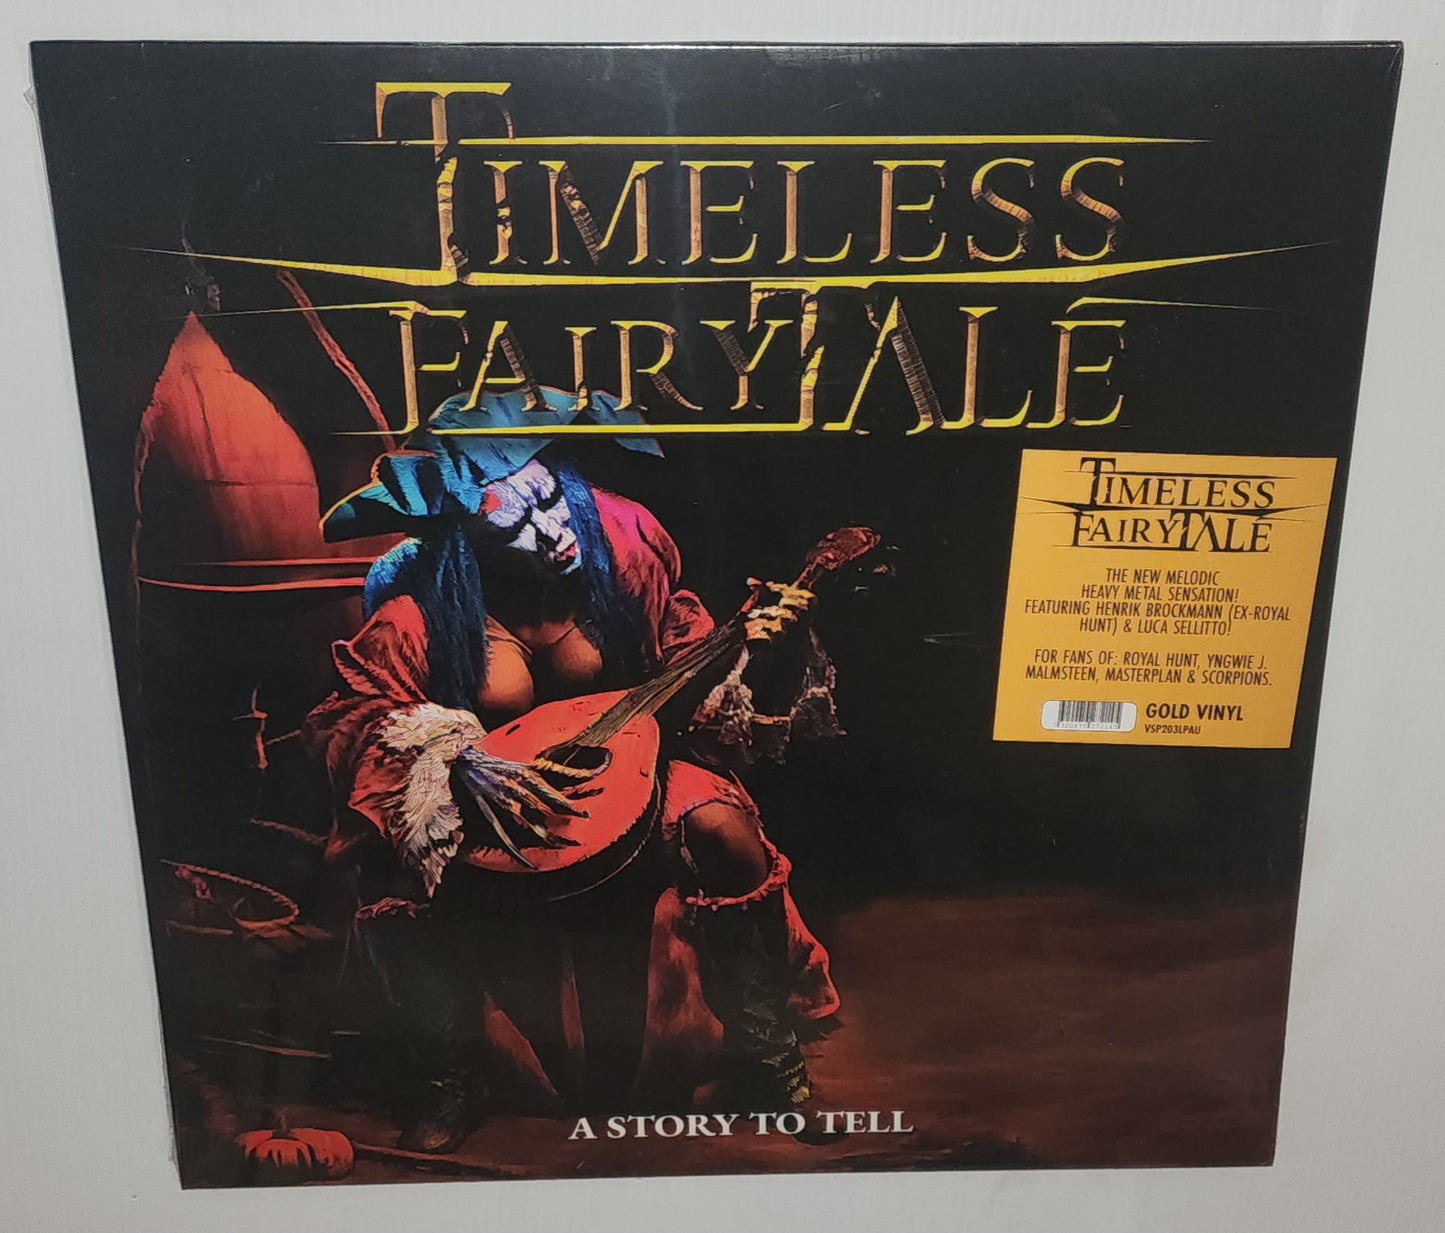 TIMELESS
FAIRYTALE
TIMELESS
FAIRYTALE
THE NEW MELODIC
HEAVY METAL SENSATION!
FEATURING HENRIK BROCKMANN (EX-ROYAL
HUNT) & LUCA SELLITTO!
FOR FANS OF: ROYAL HUNT, YNGWIE J.
MALMSTEEN, MASTERPLAN & SCORPIONS.
GOLD VINYL
VSP203LPAU
A STORY TO TELL